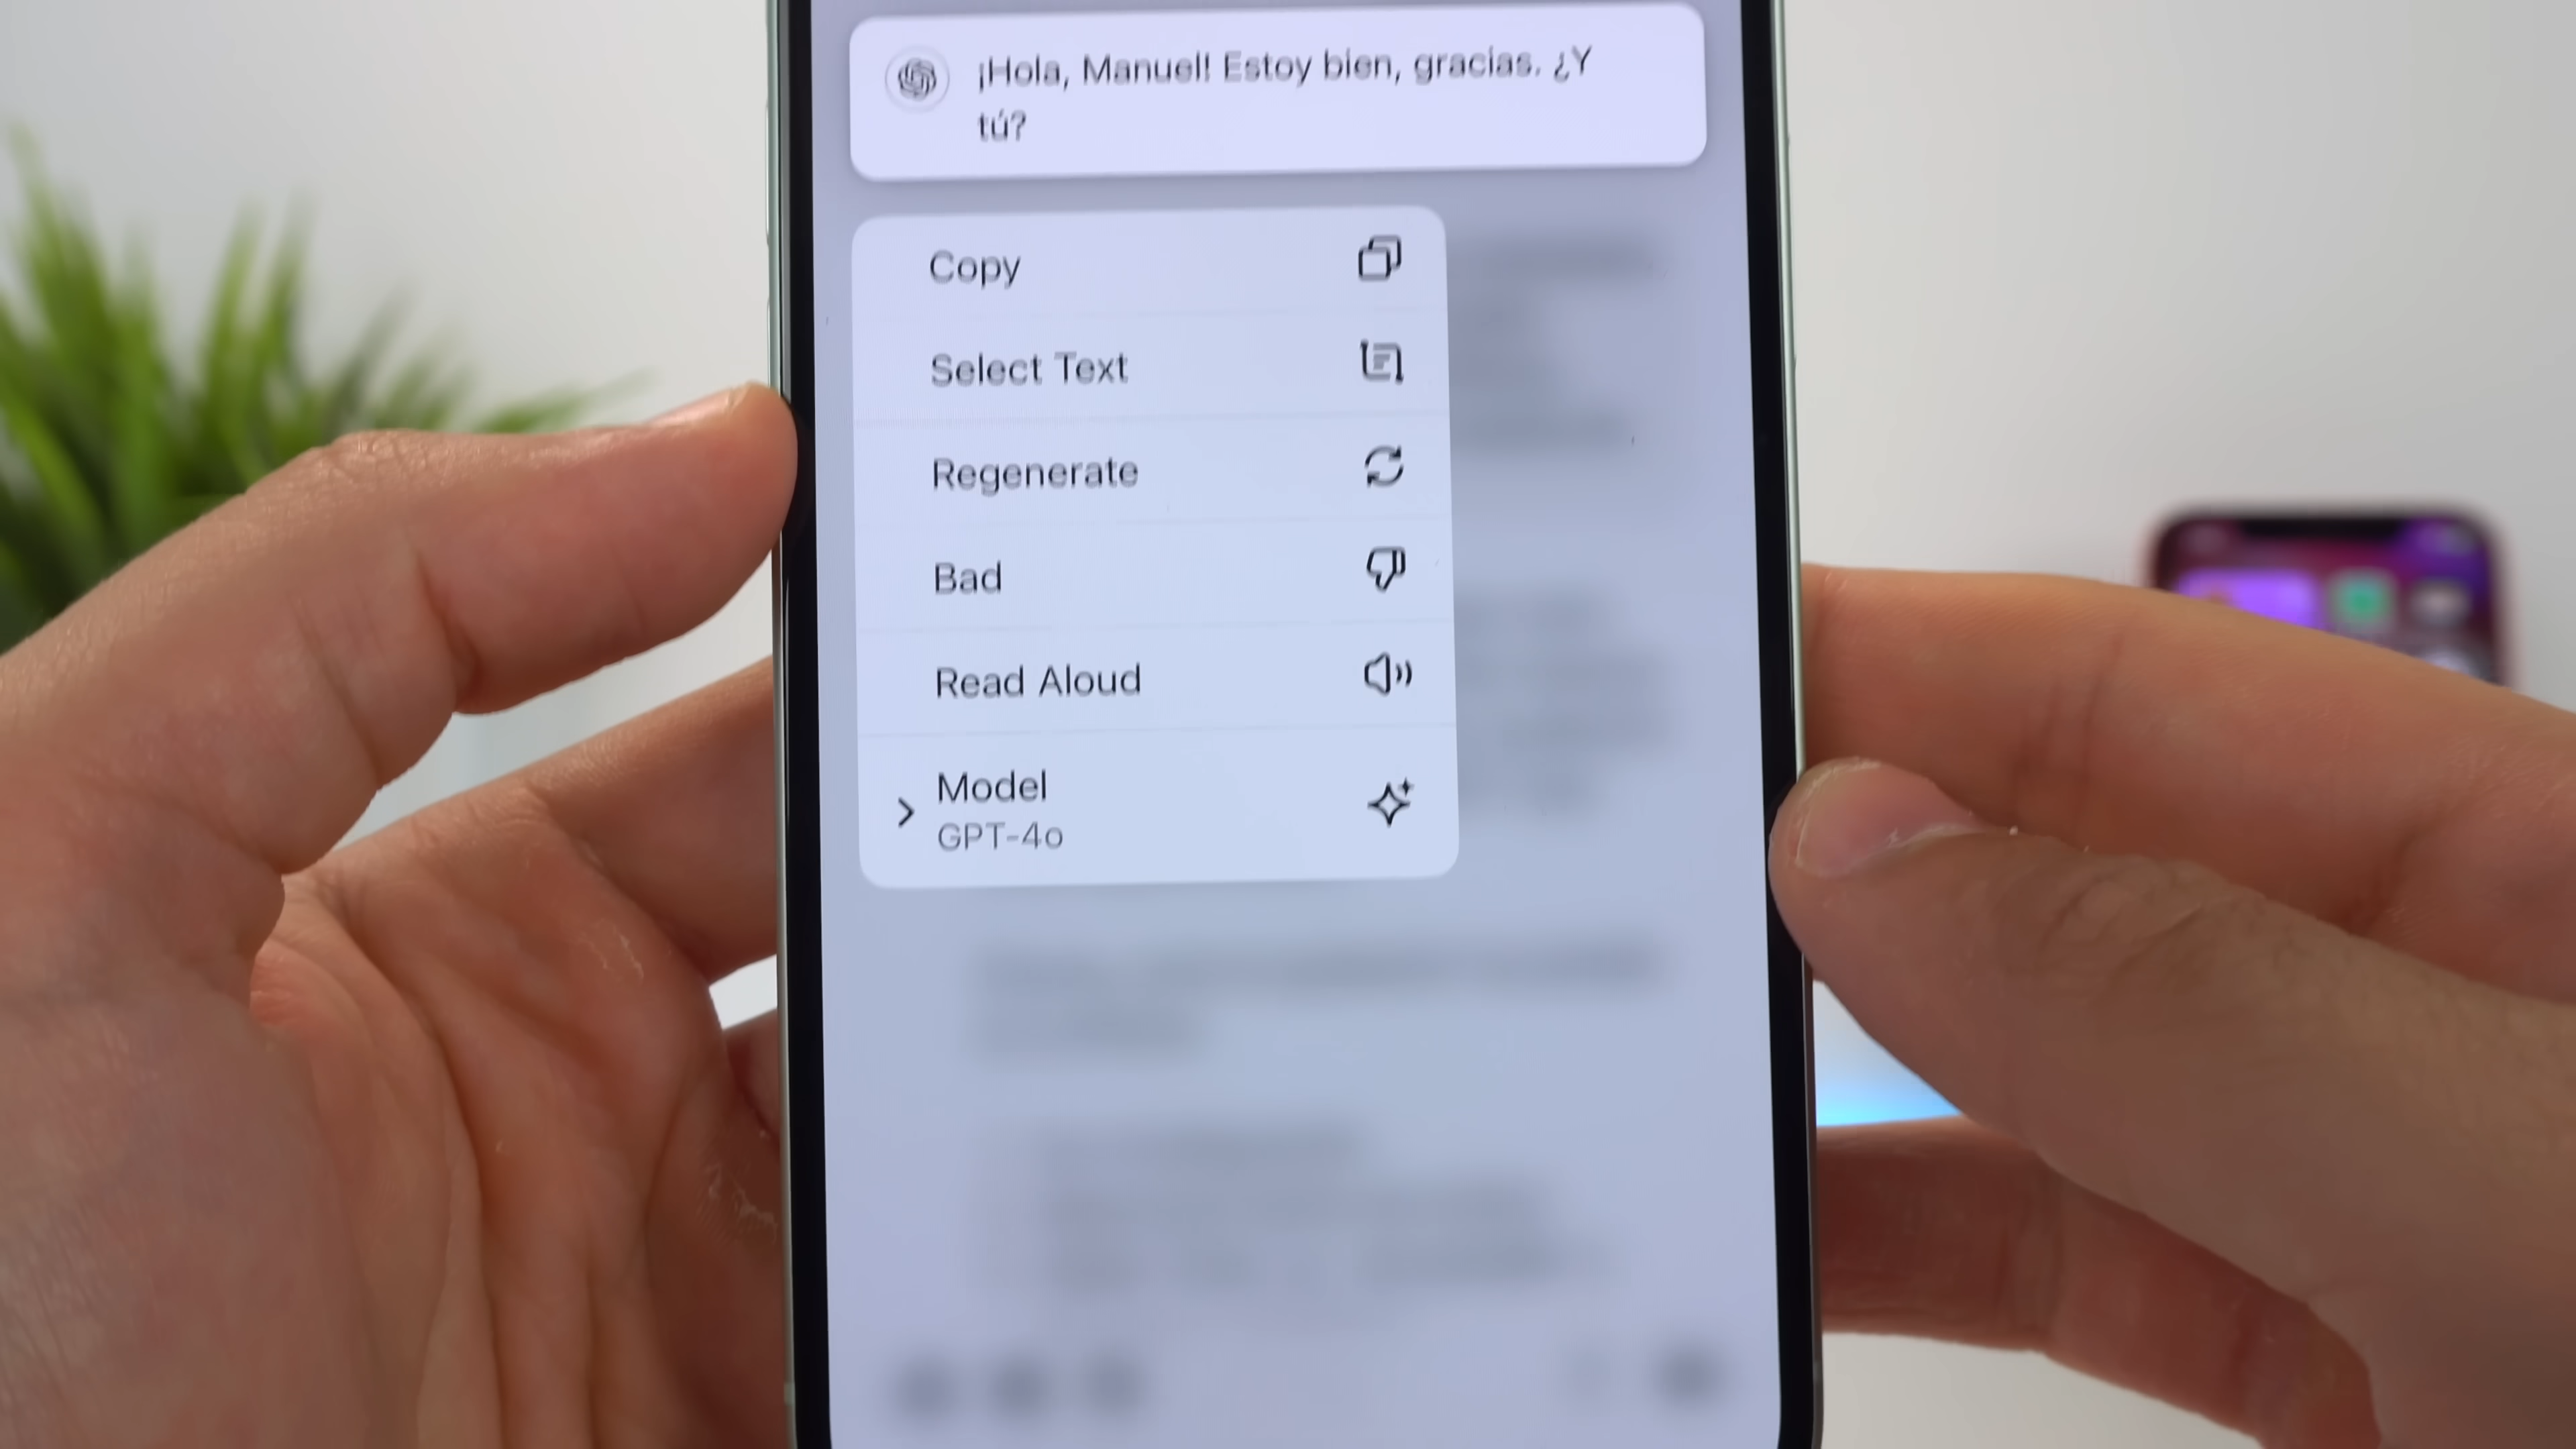 ¡Hola, Manuel! Estoy bien, gracias. ¿Y
tú?
Copy
Select Text
Regenerate
Bad
Read Aloud
Model
GPT-4o